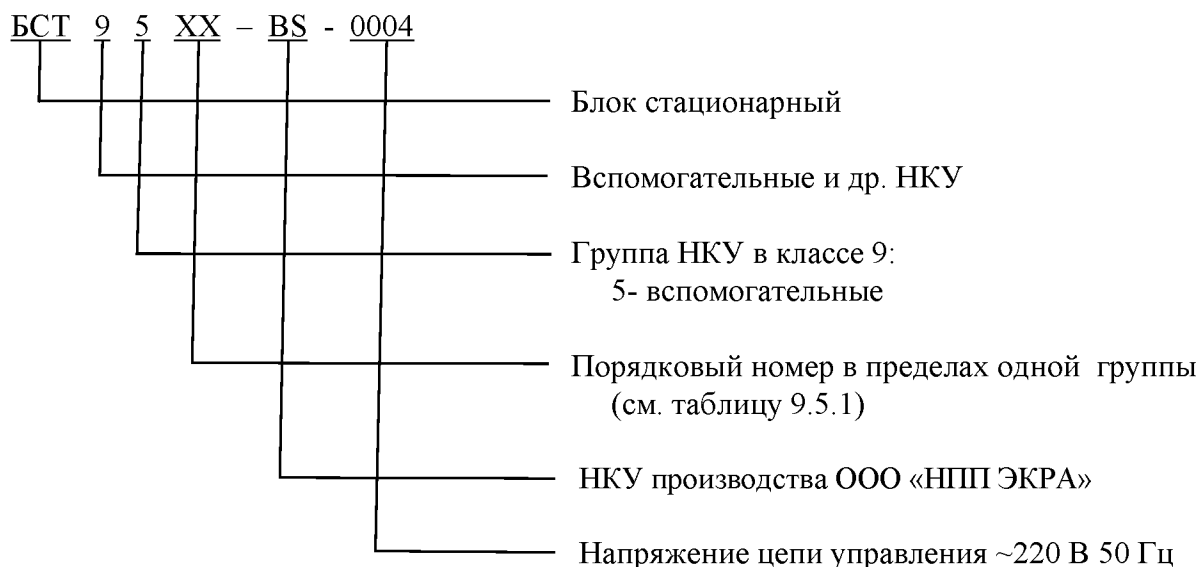 БСТ 9 5 ХХ – BS - 0004
Блок стационарный
Вспомогательные и др. НКУ
Группа НКУ в классе 9:
5- вспомогательные
Порядковый номер в пределах одной группы
(см. таблицу 9.5.1)
НКУ производства ООО «НПП ЭКРА»
Напряжение цепи управления ~220 В 50 Гц